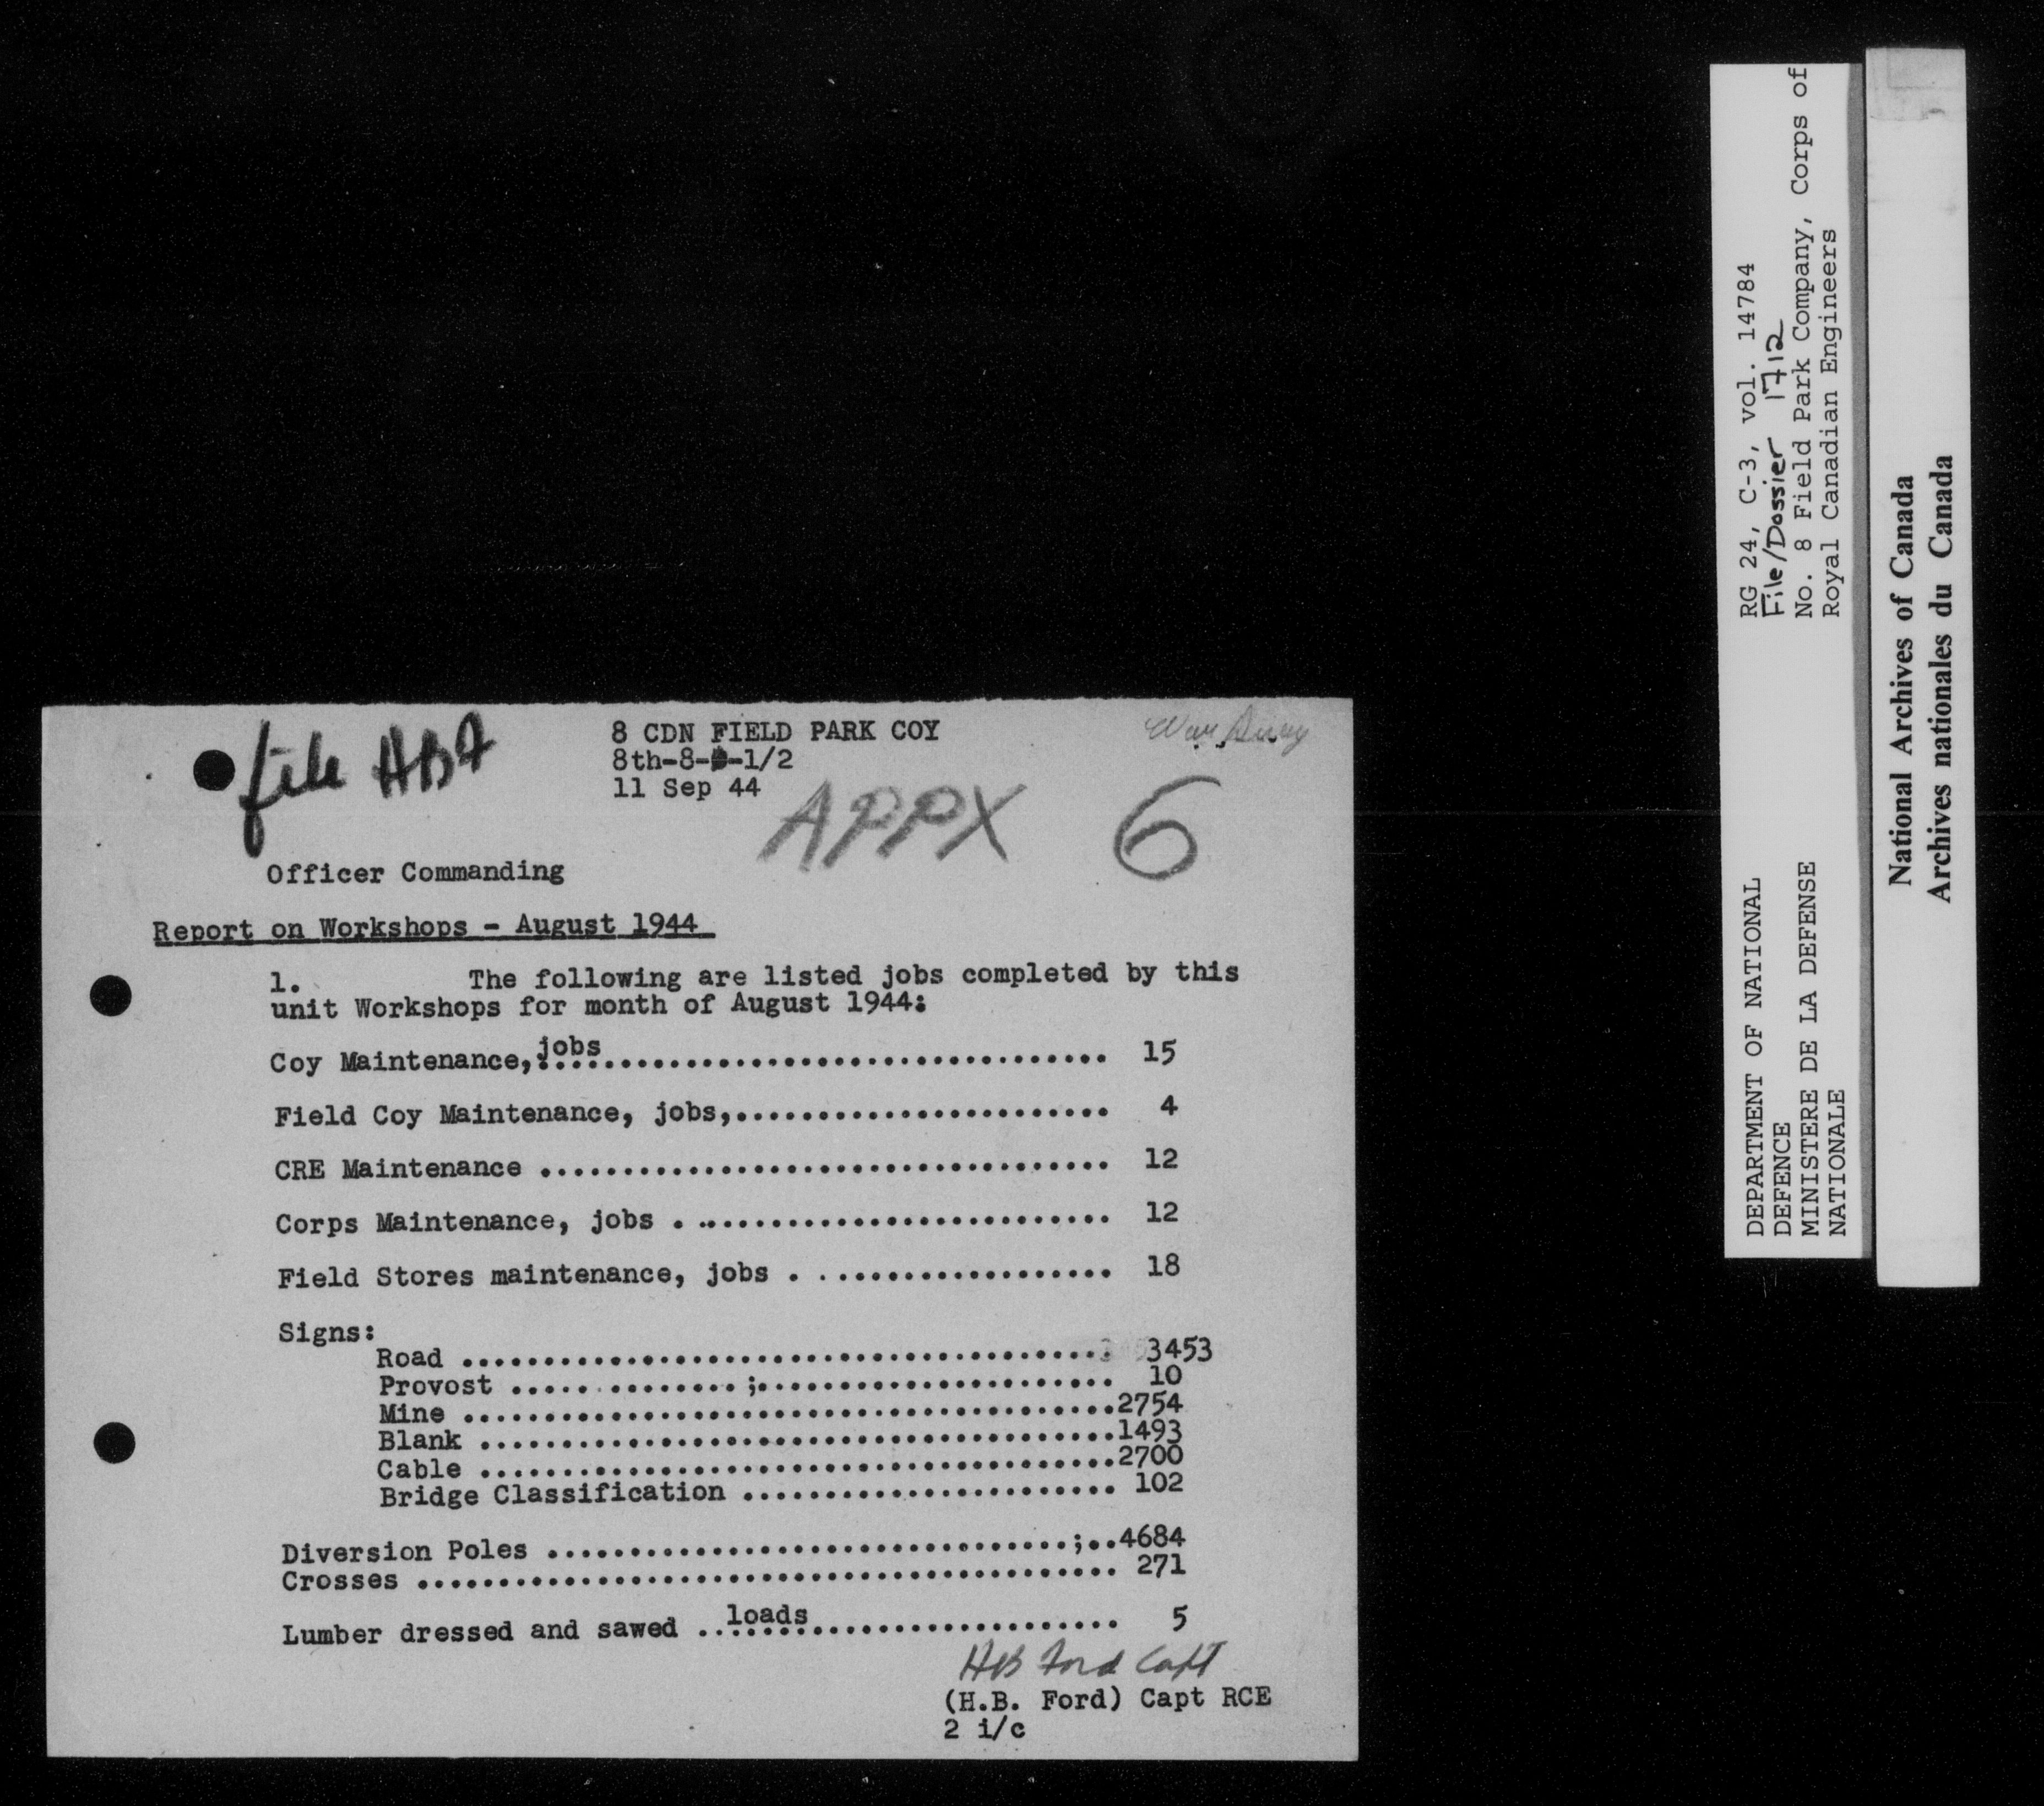 file HBF
8 CDN FIELD PARK COY
War Diary
8th-8- -1/2
11 Sep 44
APPX 6
Officer Commanding
Report on Workshops - August 1944
1. The following are listed jobs completed by this
unit Workshops for month of August 1944:
Coy Maintenance, jobs.................................. 15
Field Coy Maintenance, jobs,....................... 4
CRE Maintenance ................................... 12
Corps Maintenance, jobs . .......................... 12
Field Stores maintenance, jobs . .................. 18
Signs:
Road ........................................ 3453
Provost ..... ........;...................... 10
Mine ........................................2754
Blank .......................................1493
Cable .......................................2700
Bridge Classification ....................... 102
Diversion Poles ................................;..4684
Crosses ........................................... 271
Lumber dressed and sawed .. loads ................... 5
HB Ford Capt
(H.B. Ford) Capt RCE
2 i/c
RG 24, C-3, vol. 14784
File/Dossier 1712
No. 8 Field Park Company, Corps of
Royal Canadian Engineers
DEPARTMENT OF NATIONAL
DEFENCE
MINISTERE DE LA DEFENSE
NATIONALE
National Archives of Canada
Archives nationales du Canada